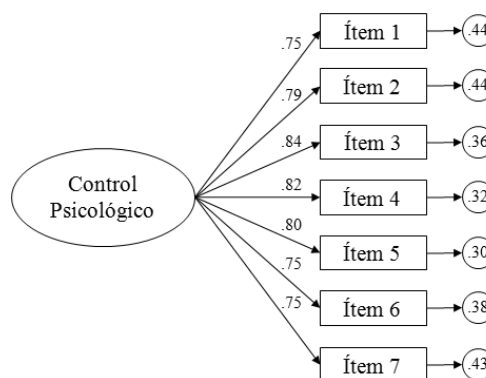 .75
Ítem 1
.44
.79
Ítem 2
.44
.84
Ítem 3
.36
Control
Psicológico
.82
Ítem 4
.32
.80
Ítem 5
.30
.75
Ítem 6
.38
.75
Ítem 7
.43